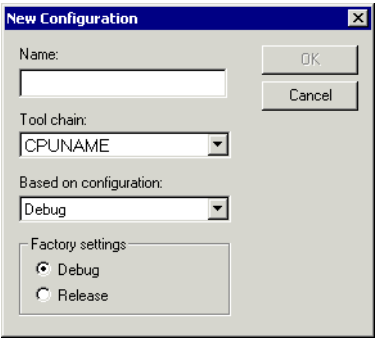 New Configuration
Name:
OK
Cancel
Tool chain:
CPUNAME
Based on configuration:
Debug
Factory settings
Debug
Release